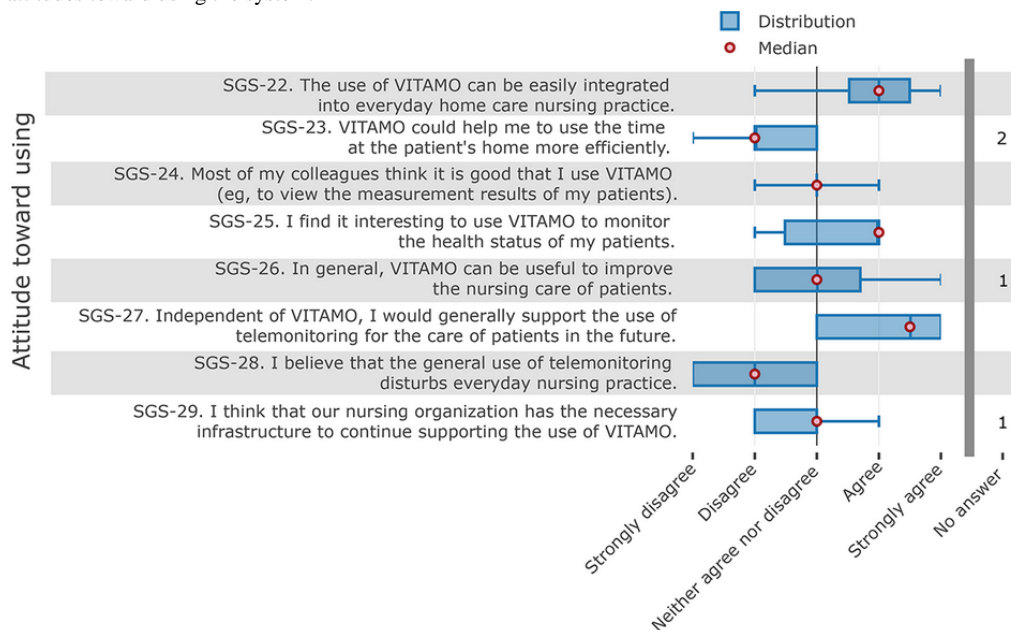 Distribution
Median
Attitude toward using
SGS-22. The use of VITAMO can be easily integrated
into everyday home care nursing practice.
SGS-23. VITAMO could help me to use the time
at the patient's home more efficiently.
2
SGS-24. Most of my colleagues think it is good that I use VITAMO
(eg, to view the measurement results of my patients).
SGS-25. I find it interesting to use VITAMO to monitor
the health status of my patients.
SGS-26. In general, VITAMO can be useful to improve
the nursing care of patients.
1
SGS-27. Independent of VITAMO, I would generally support the use of
telemonitoring for the care of patients in the future.
SGS-28. I believe that the general use of telemonitoring
disturbs everyday nursing practice.
SGS-29. I think that our nursing organization has the necessary
infrastructure to continue supporting the use of VITAMO.
1
Strongly disagree
Disagree
Neither agree nor disagree
Agree
Strongly agree
No answer